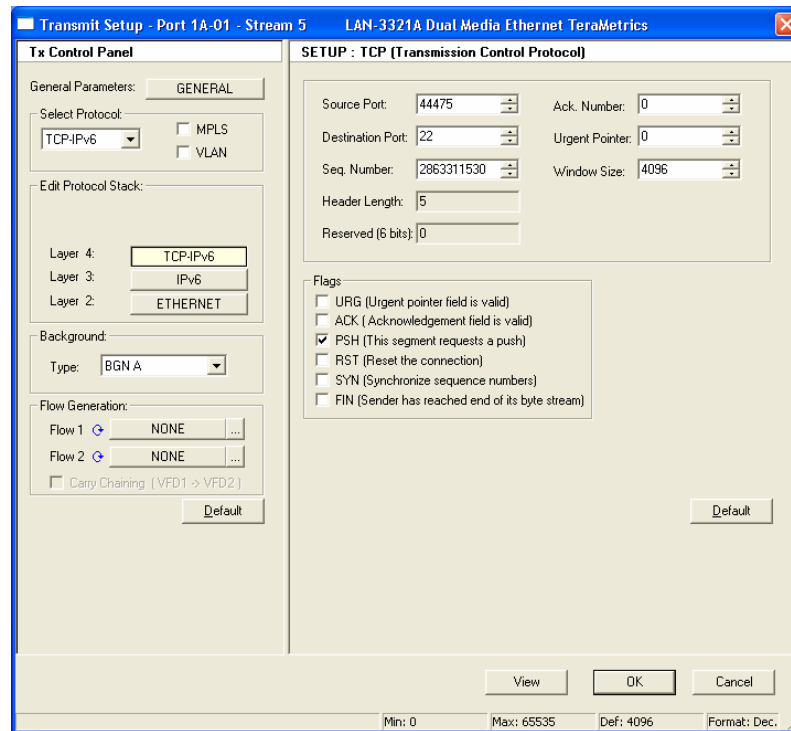 Transmit Setup - Port 1A-01 - Stream 5 LAN-3321A Dual Media Ethernet TeraMetrics
Tx Control Panel
General Parameters: GENERAL
Select Protocol:
TCP-IPv6
MPLS
VLAN
Edit Protocol Stack:
Layer 4: TCP-IPv6
Layer 3: IPv6
Layer 2: ETHERNET
Background:
Type: BGN A
Flow Generation:
Flow 1 NONE ...
Flow 2 NONE ...
Carry Chaining (VFD1 -> VFD2)
Default
SETUP : TCP (Transmission Control Protocol)
Source Port: 44475 Ack. Number: 0
Destination Port: 22 Urgent Pointer: 0
Seq. Number: 2863311530 Window Size: 4096
Header Length: 5
Reserved (6 bits): 0
Flags
URG (Urgent pointer field is valid)
ACK ( Acknowledgement field is valid)
PSH (This segment requests a push)
RST (Reset the connection)
SYN (Synchronize sequence numbers)
FIN (Sender has reached end of its byte stream)
Default
View OK Cancel
Min: 0 Max: 65535 Def: 4096 Format: Dec.